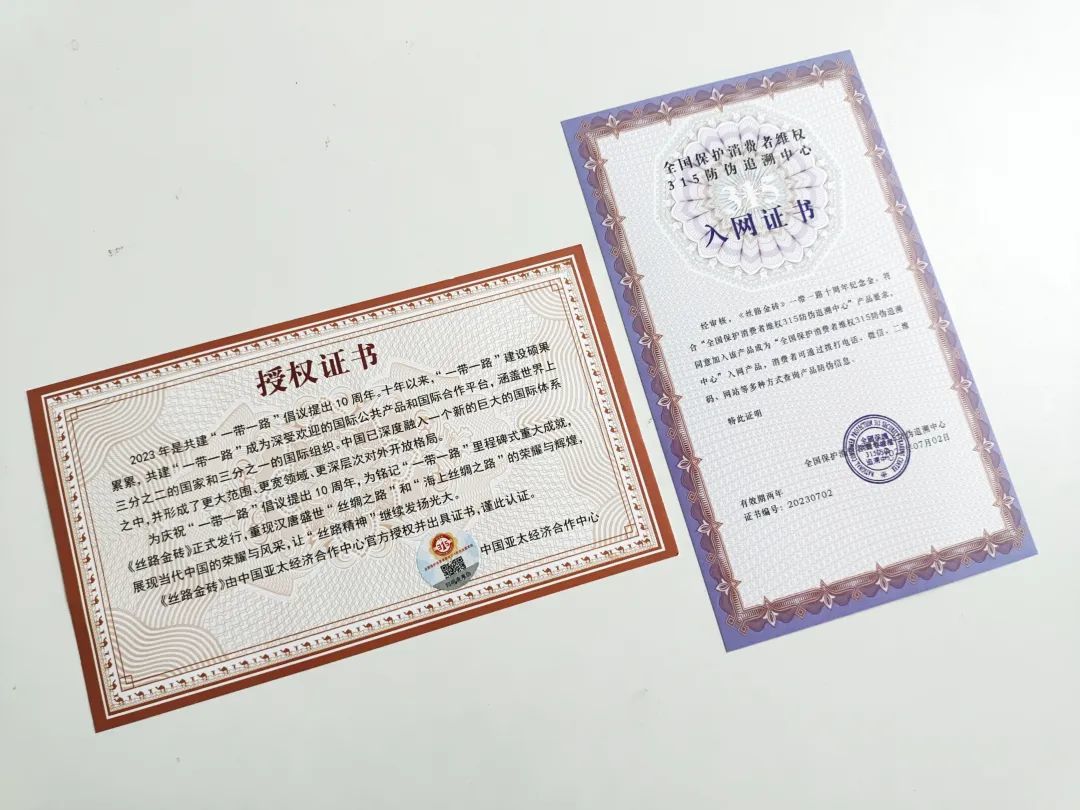 授权证书
2023 年是共建“一带一路”倡议提出 10 周年。十年以来，“一带一路”建设硕果
累累，共建“一带一路”成为深受欢迎的国际公共产品和国际合作平台，涵盖世界上
三分之二的国家和三分之一的国际组织，中国已深度融入一个新的巨大的国际体系
之中，并形成了更大范围、更宽领域、更深层次对外开放格局。
为庆祝“一带一路”倡议提出 10 周年，为铭记“一带一路”里程碑式重大成就，
《丝路金砖》正式发行，重现汉唐盛世“丝绸之路”和“海上丝绸之路”的荣耀与辉煌，
展现当代中国的荣耀与风采，让“丝路精神”继续发扬光大。
《丝路金砖》由中国亚太经济合作中心官方授权并出具证书，谨此认证。
中国亚太经济合作中心
315
全国保护消费者维权
315防伪追溯中心
315
入网证书
经审核，《丝路金砖》一带一路十周年纪念金，符
合“全国保护消费者维权315防伪追溯中心”产品要求，
同意加入该产品成为“全国保护消费者维权315防伪追溯
中心”入网产品，消费者可通过拨打电话、微信、二维
码、网站等多种方式查询产品防伪信息。
特此证明
全国保护消 防伪追溯中心
07月02日
315防伪
追溯中心
有效期两年
证书编号：20230702